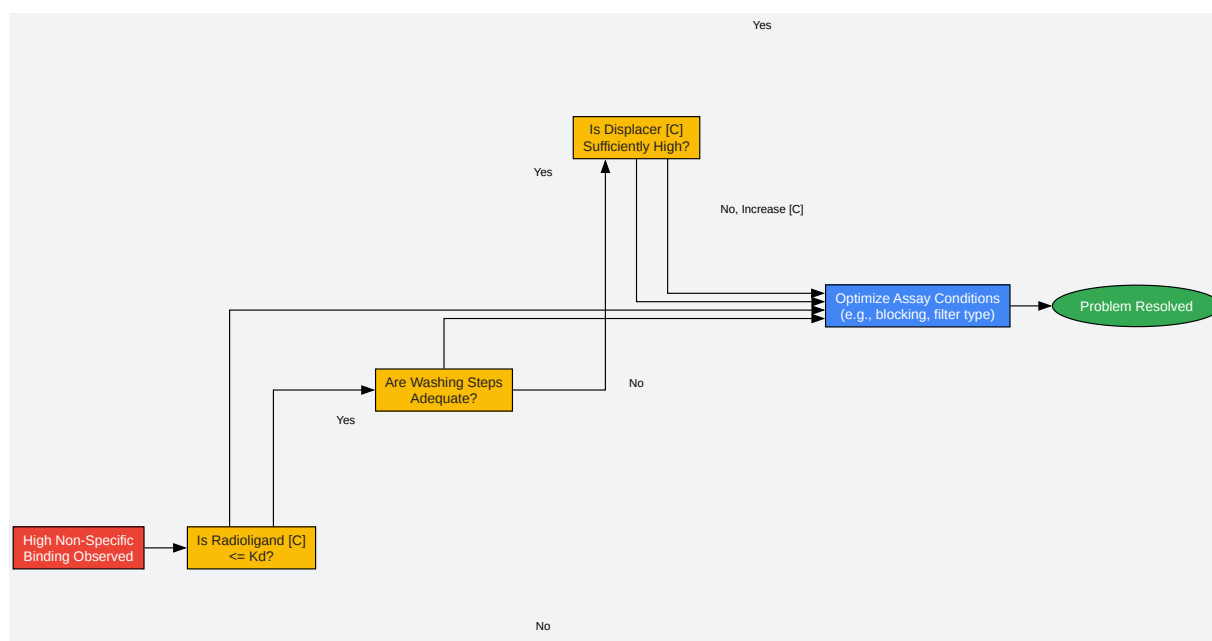 Yes
Is Displacer [C]
Sufficiently High?
Yes
No, Increase [C]
Optimize Assay Conditions
(e.g., blocking, filter type)
Problem Resolved
Are Washing Steps
Adequate?
No
Yes
High Non-Specific
Binding Observed
Is Radioligand [C]
<= Kd?
No